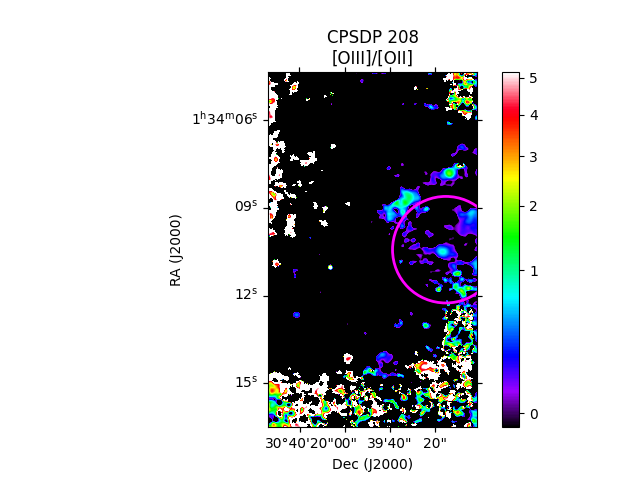 CPSDP 208
[OIII]/[OII]
1ʰ34ᵐ06ˢ
09ˢ
12ˢ
15ˢ
RA (J2000)
30°40'20"00" 39'40" 20"
Dec (J2000)
5
4
3
2
1
0